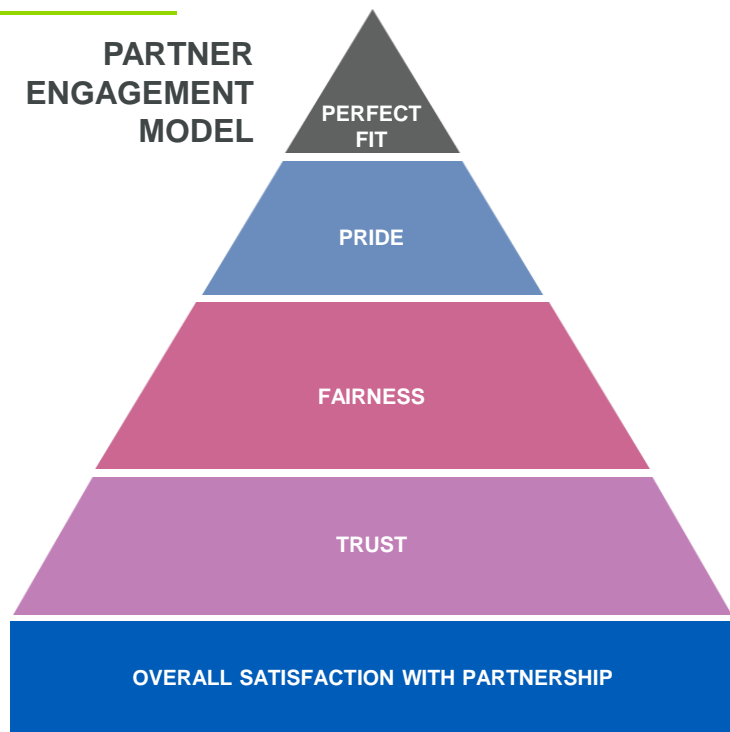 PARTNER
ENGAGEMENT
MODEL
PERFECT
FIT
PRIDE
FAIRNESS
TRUST
OVERALL SATISFACTION WITH PARTNERSHIP